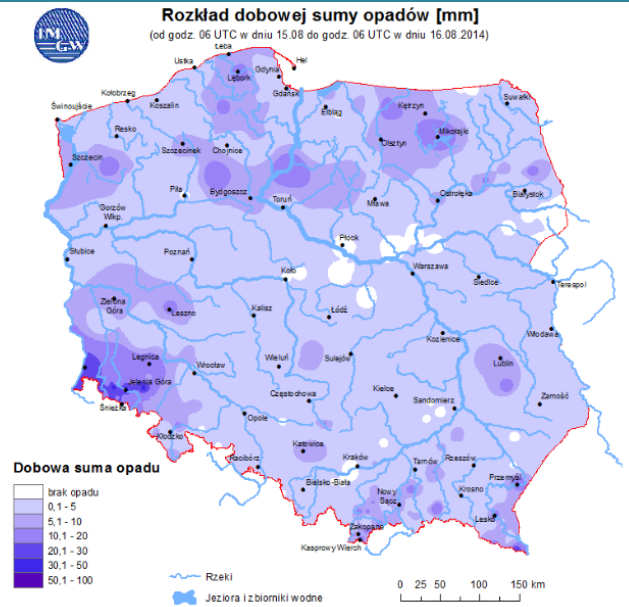 IM
GW
Rozkład dobowej sumy opadów [mm]
(od godz. 06 UTC w dniu 15.08 do godz. 06 UTC w dniu 16.08.2014)
Łeba
Hel
Ustka
Lębork
Gdynia
Gdańsk
Kołobrzeg
Koszalin
Świnoujście
Elbląg
Kętrzyn
Suwałki
Resko
Mikołajki
Szczecinek
Chojnice
Olsztyn
Szczecin
Piła
Bydgoszcz
Toruń
Mława
Ostrołęka
Białystok
Gorzów
Wlkp.
Płock
Słubice
Poznań
Koło
Warszawa
Siedlce
Terespol
Zielona
Góra
Leszno
Kalisz
Łódź
Kozienice
Włodawa
Legnica
Wrocław
Wieluń
Sulejów
Lublin
Jelenia Góra
Śnieżka
Częstochowa
Kielce
Sandomierz
Zamość
Opole
Kłodzko
Katowice
Racibórz
Kraków
Tarnów
Rzeszów
Przemyśl
Bielsko-Biała
Nowy
Sącz
Krosno
Lesko
Zakopane
Kasprowy Wierch
Dobowa suma opadu
brak opadu
0,1 - 5
5,1 - 10
10,1 - 20
20,1 - 30
30,1 - 50
50,1 - 100
Rzeki
Jeziora i zbiorniki wodne
0 25 50 100 150 km